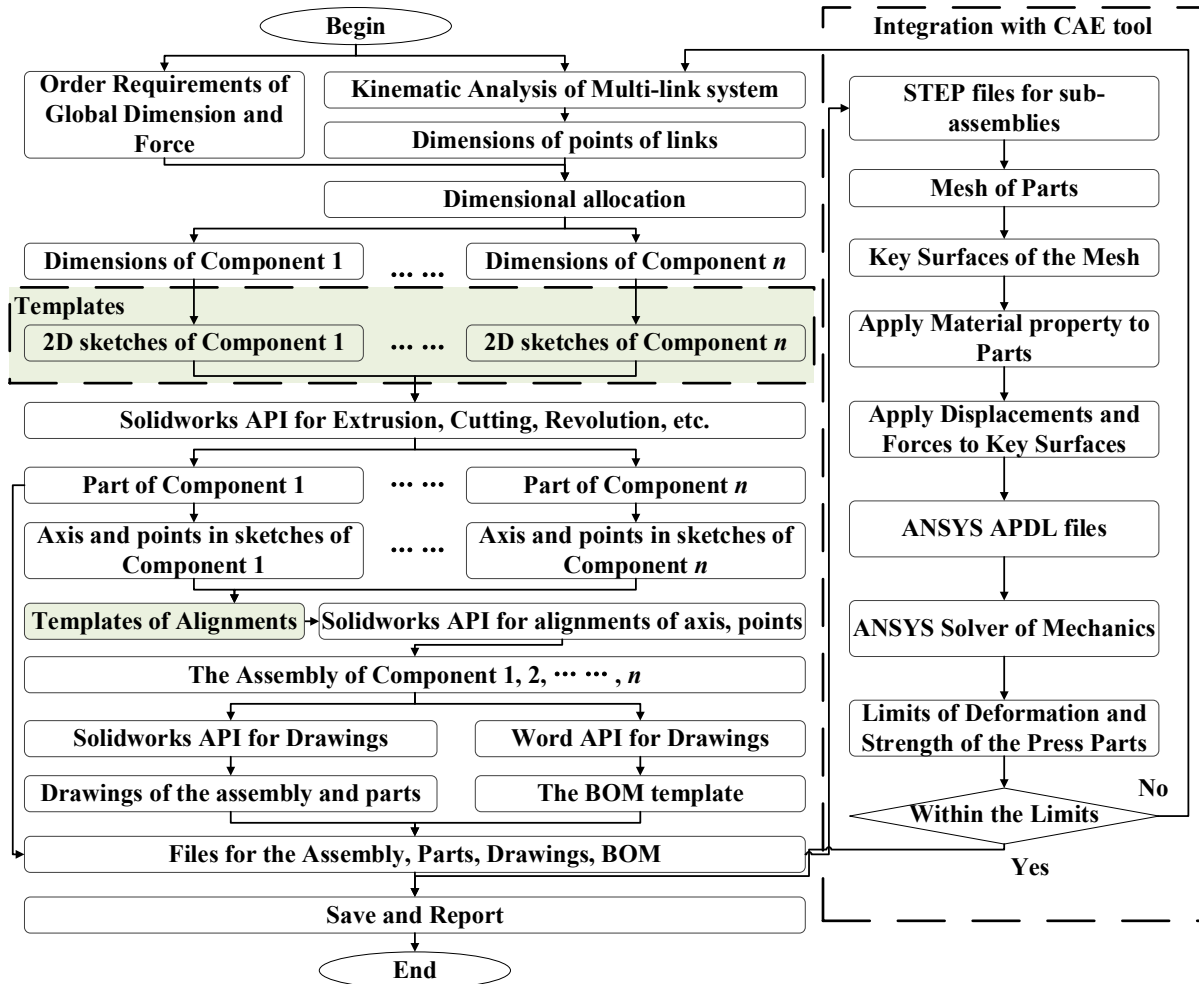 Begin
Order Requirements of
Global Dimension and
Force
Kinematic Analysis of Multi-link system
Dimensions of points of links
Dimensional allocation
Dimensions of Component 1
... ...
Dimensions of Component n
Templates
2D sketches of Component 1
... ...
2D sketches of Component n
Solidworks API for Extrusion, Cutting, Revolution, etc.
Part of Component 1
... ...
Part of Component n
Axis and points in sketches of
Component 1
... ...
Axis and points in sketches of
Component n
Templates of Alignments
Solidworks API for alignments of axis, points
The Assembly of Component 1, 2, ... ... , n
Solidworks API for Drawings
Word API for Drawings
Drawings of the assembly and parts
The BOM template
Files for the Assembly, Parts, Drawings, BOM
Save and Report
End
Integration with CAE tool
STEP files for sub-
assemblies
Mesh of Parts
Key Surfaces of the Mesh
Apply Material property to
Parts
Apply Displacements and
Forces to Key Surfaces
ANSYS APDL files
ANSYS Solver of Mechanics
Limits of Deformation and
Strength of the Press Parts
Within the Limits
No
Yes